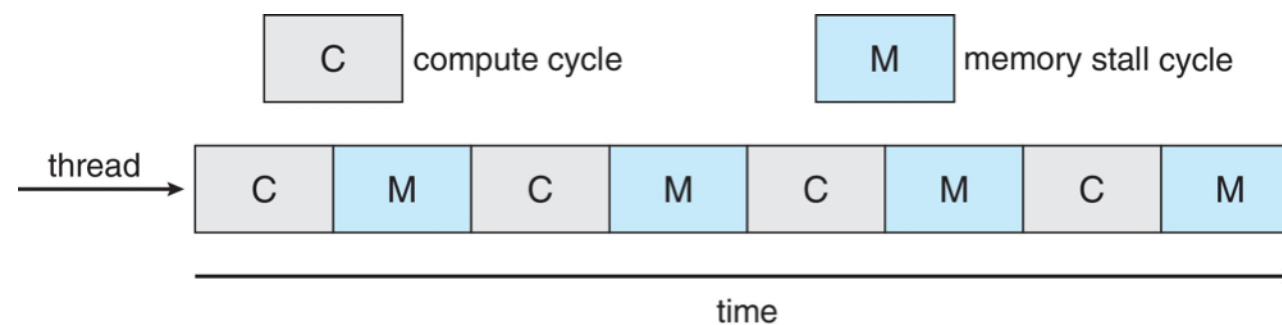 C compute cycle M memory stall cycle
thread
C M C M C M C M
time